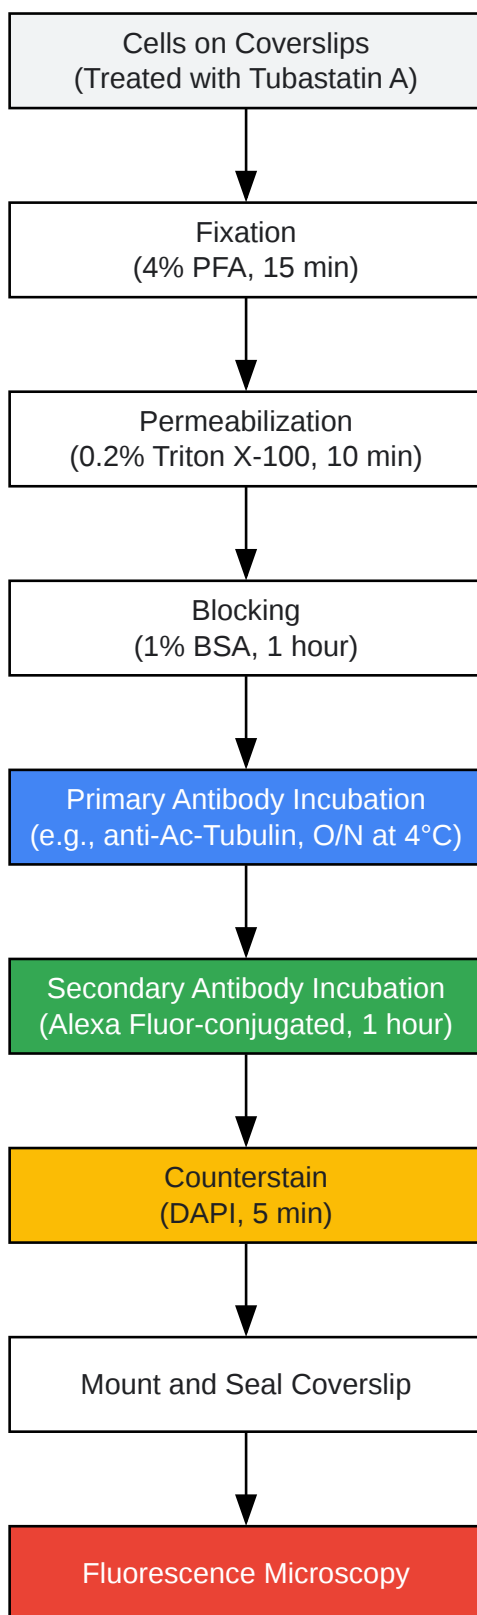 Cells on Coverslips
(Treated with Tubastatin A)
Fixation
(4% PFA, 15 min)
Permeabilization
(0.2% Triton X-100, 10 min)
Blocking
(1% BSA, 1 hour)
Primary Antibody Incubation
(e.g., anti-Ac-Tubulin, O/N at 4°C)
Secondary Antibody Incubation
(Alexa Fluor-conjugated, 1 hour)
Counterstain
(DAPI, 5 min)
Mount and Seal Coverslip
Fluorescence Microscopy